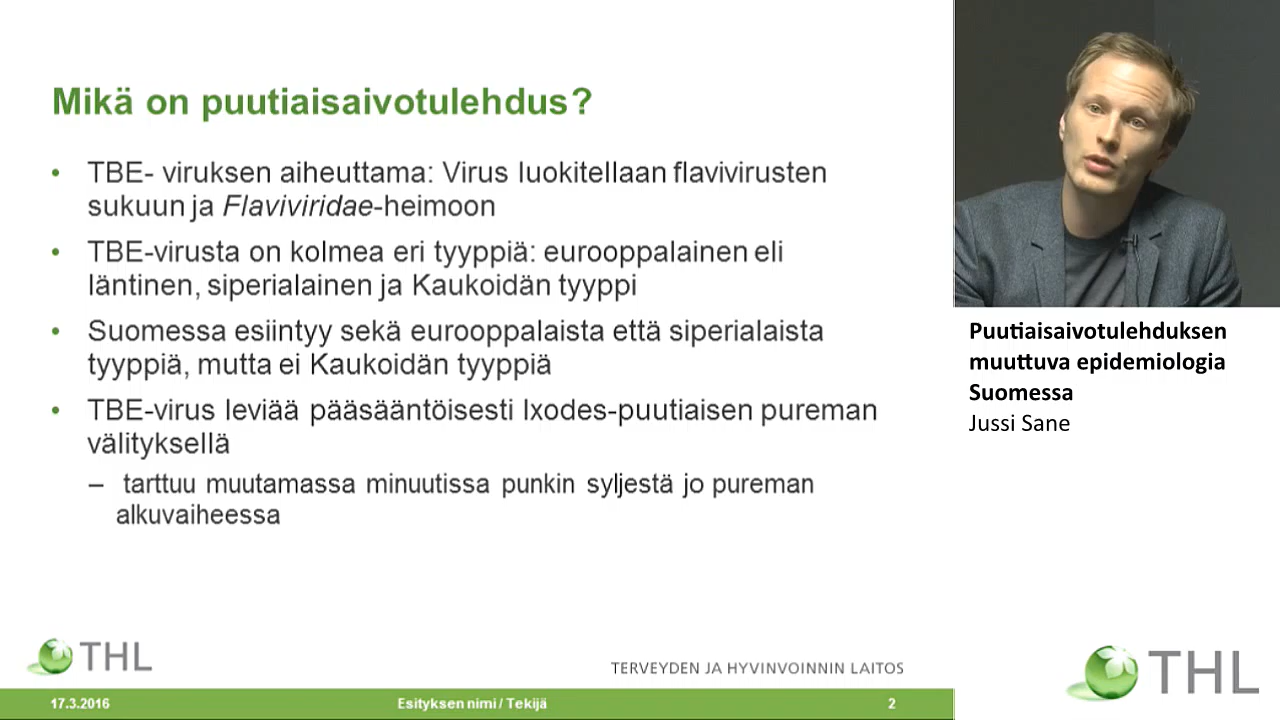 Mikä on puutiaisaivotulehdus?
• TBE- viruksen aiheuttama: Virus luokitellaan flavivirusten
sukuun ja Flaviviridae-heimoon
• TBE-virusta on kolmea eri tyyppiä: eurooppalainen eli
läntinen, siperialainen ja Kaukoidän tyyppi
• Suomessa esiintyy sekä eurooppalaista että siperialaista
tyyppiä, mutta ei Kaukoidän tyyppiä
• TBE-virus leviää pääsääntöisesti Ixodes-puutiaisen pureman
välityksellä
– tarttuu muutamassa minuutissa punkin syljestä jo pureman
alkuvaiheessa
THL
TERVEYDEN JA HYVINVOINNIN LAITOS
17.3.2016
Esityksen nimi / Tekijä
2
Puutiaisaivotulehduksen
muuttuva epidemiologia
Suomessa
Jussi Sane
THL